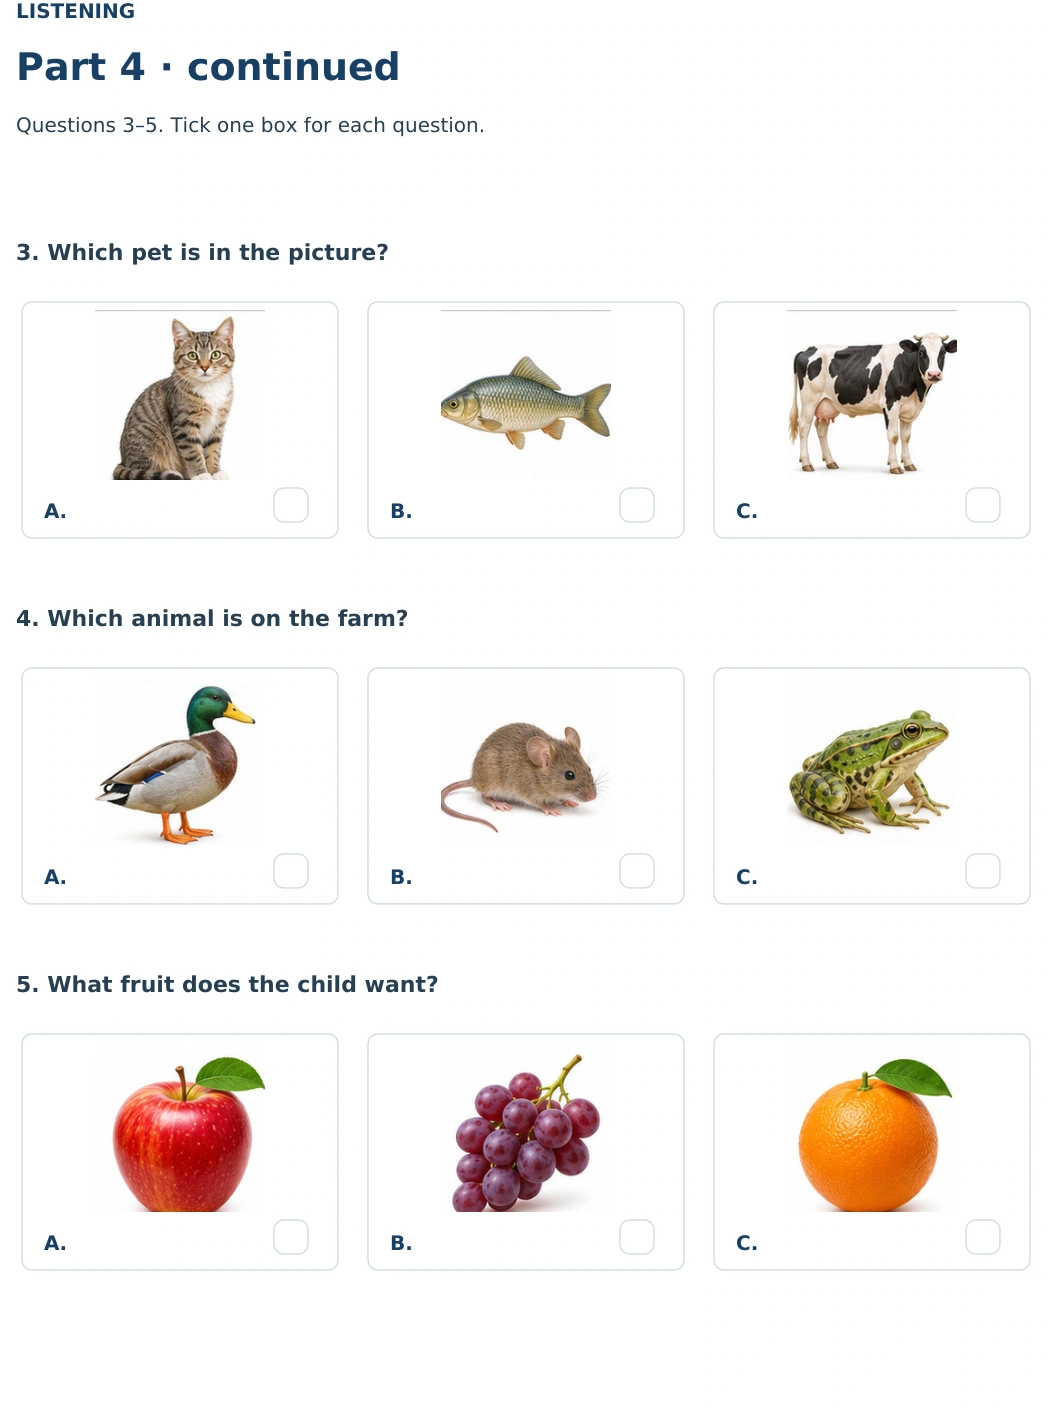 LISTENING
Part 4 · continued
Questions 3–5. Tick one box for each question.
3. Which pet is in the picture?
A.
B.
C.
4. Which animal is on the farm?
A.
B.
C.
5. What fruit does the child want?
A.
B.
C.